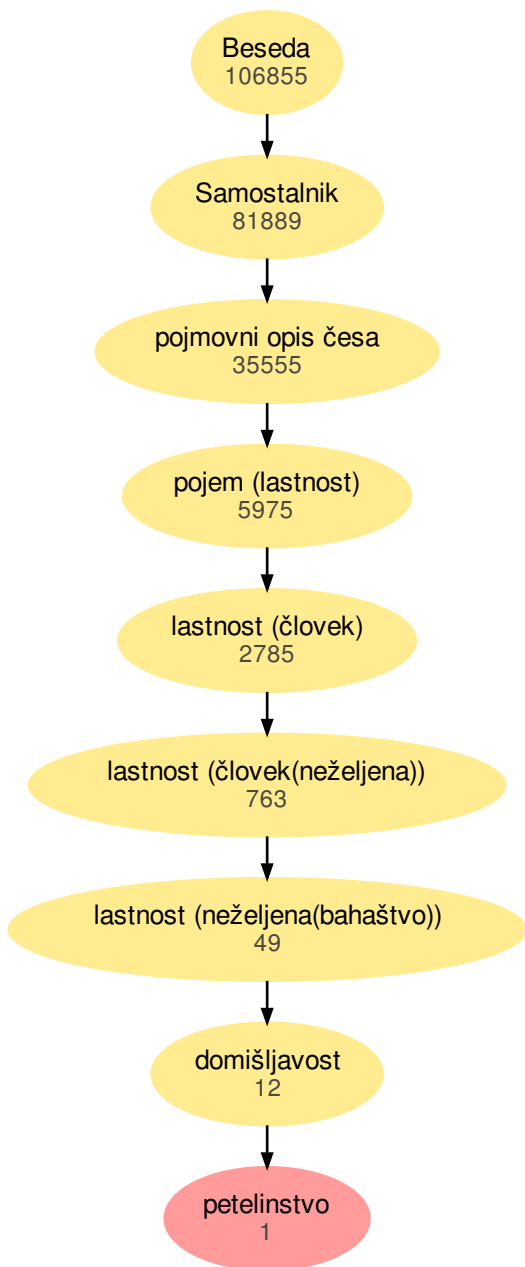 Beseda
106855
Samostalnik
81889
pojmovni opis česa
35555
pojem (lastnost)
5975
lastnost (človek)
2785
lastnost (človek(neželjena))
763
lastnost (neželjena(bahaštvo))
49
domišljavost
12
petelinstvo
1